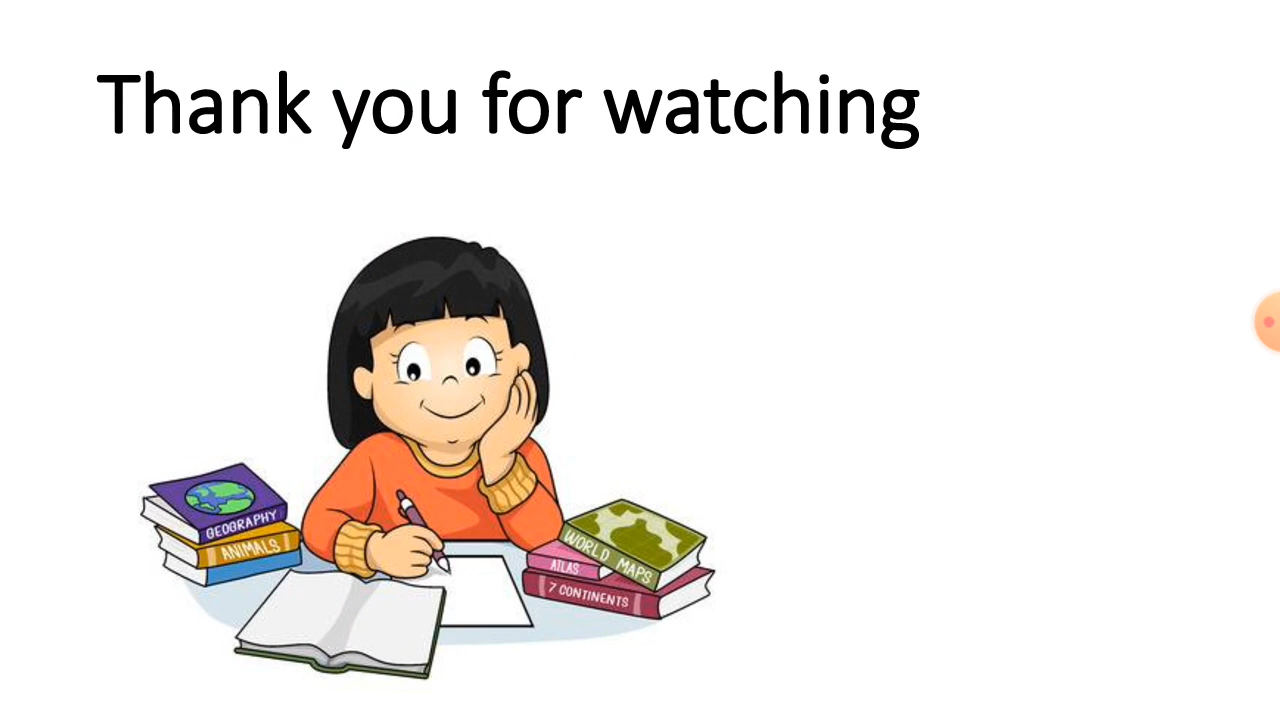 Thank you for watching
GEOGRAPHY
ANIMALS
WORLD MAPS
ATLAS
7 CONTINENTS